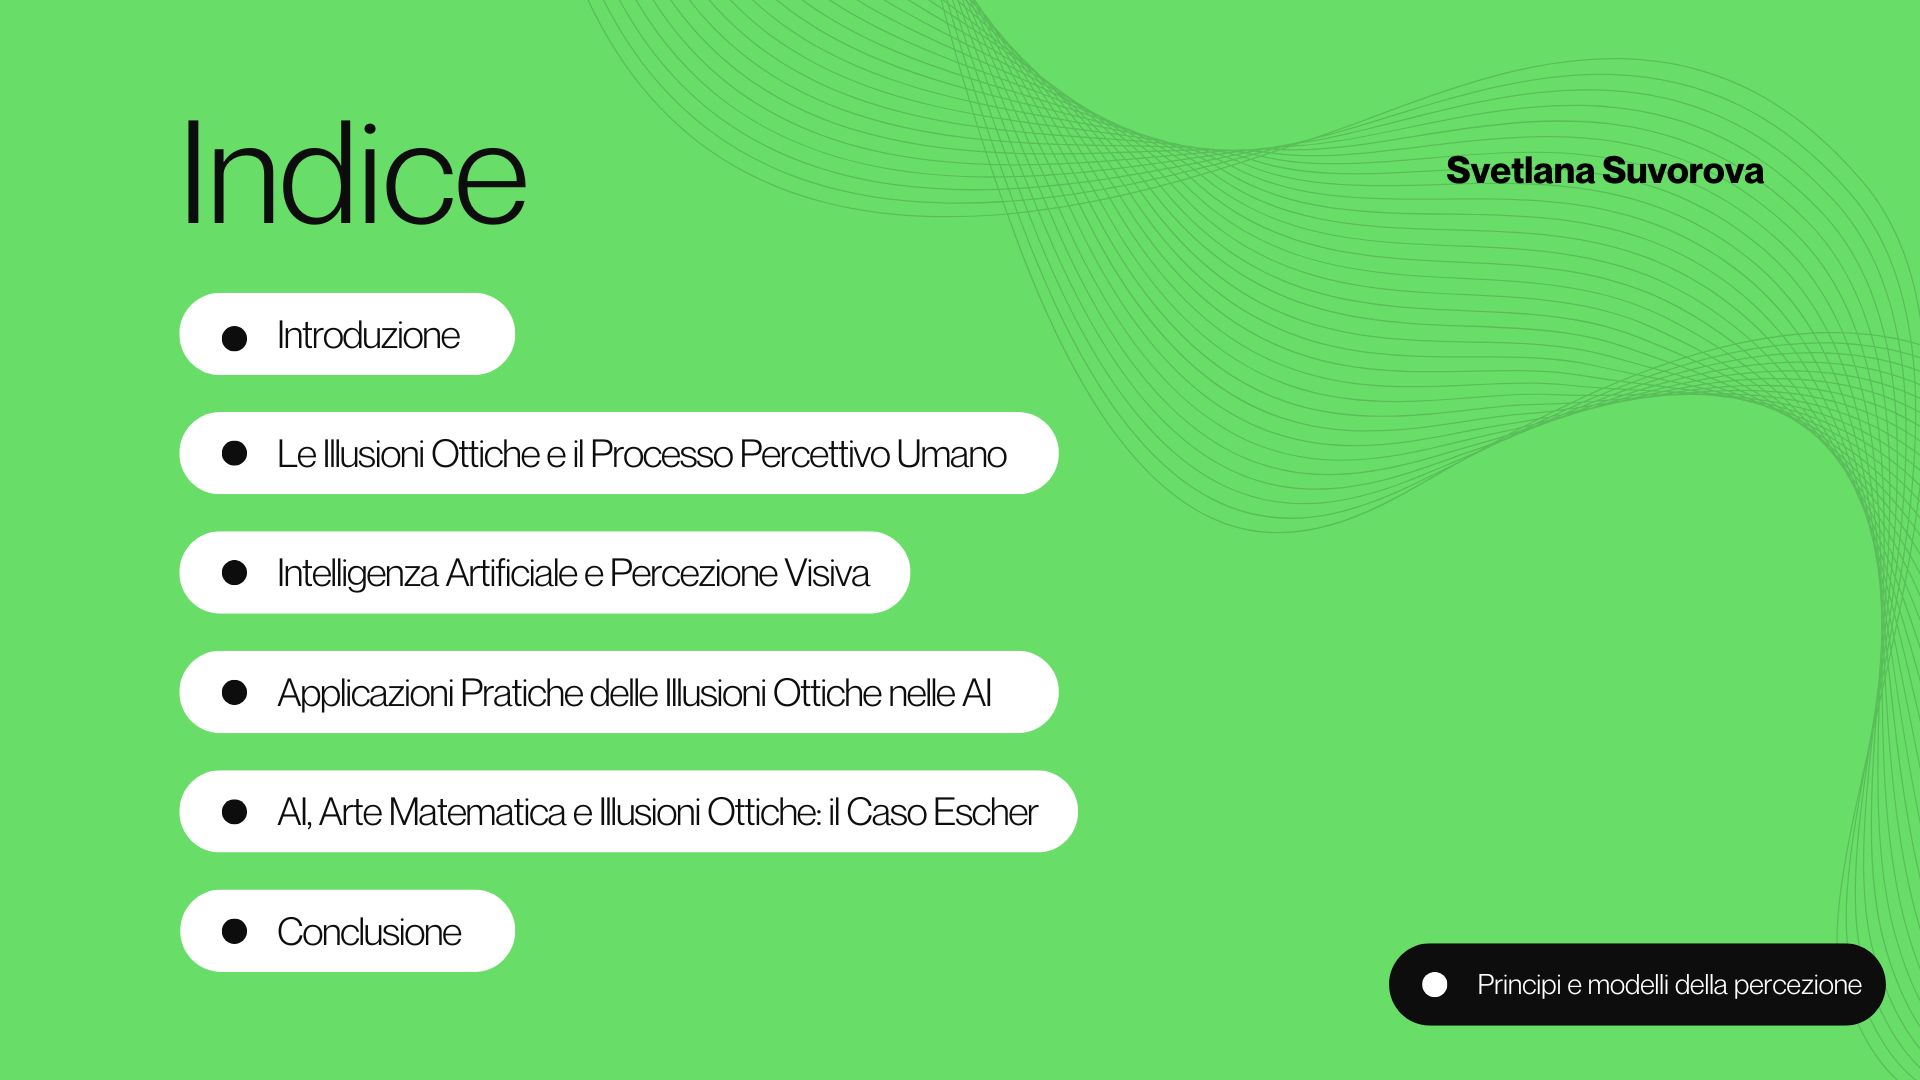 Indice
Svetlana Suvorova
Introduzione
Le Illusioni Ottiche e il Processo Percettivo Umano
Intelligenza Artificiale e Percezione Visiva
Applicazioni Pratiche delle Illusioni Ottiche nelle AI
AI, Arte Matematica e Illusioni Ottiche: il Caso Escher
Conclusione
Principi e modelli della percezione